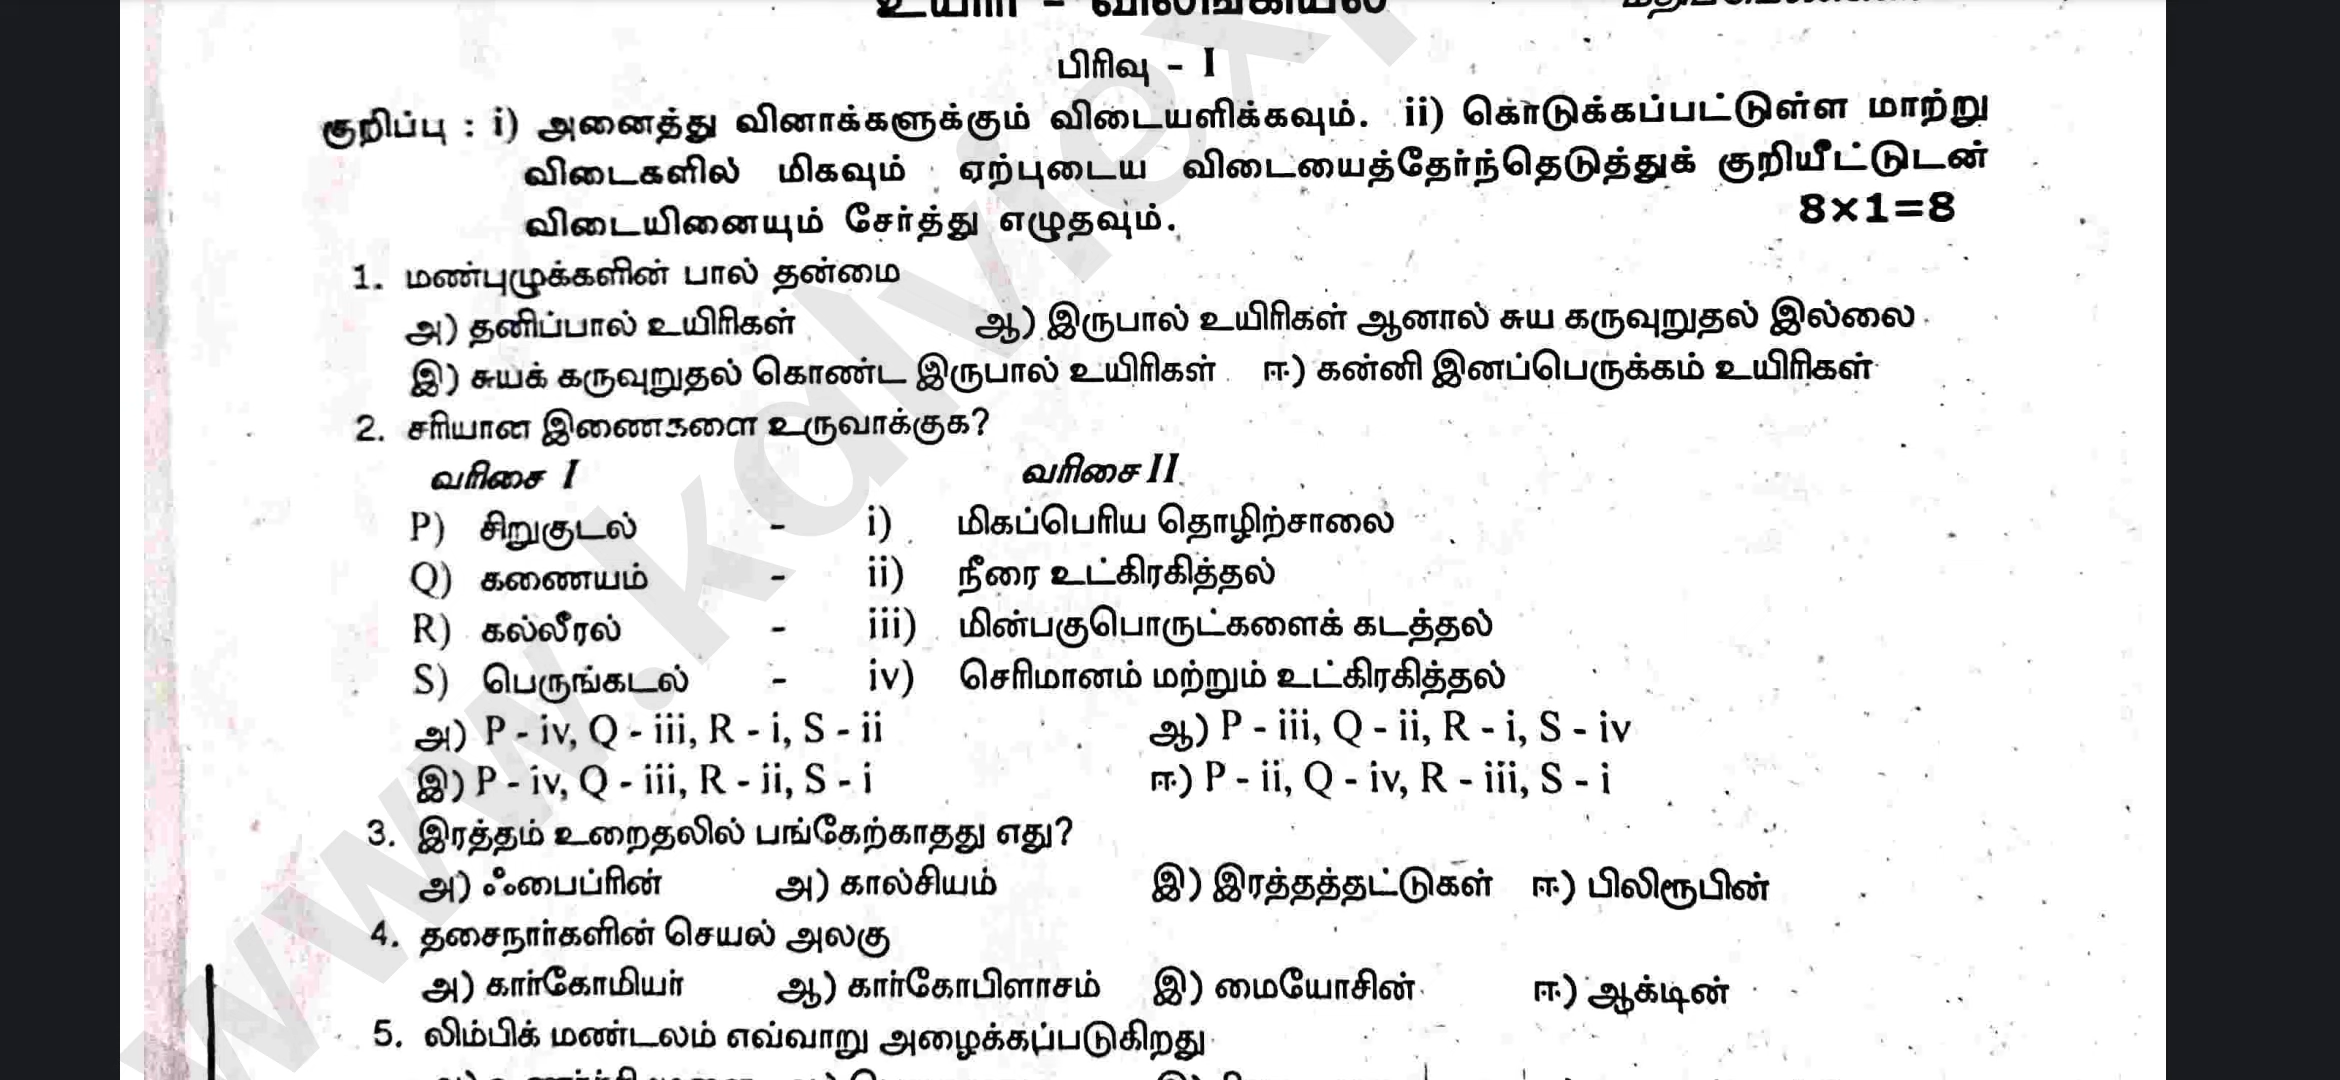 உயிரி - விலங்கியல்
பிரிவு - I
குறிப்பு : i) அனைத்து வினாக்களுக்கும் விடையளிக்கவும். ii) கொடுக்கப்பட்டுள்ள மாற்று
விடைகளில் மிகவும் ஏற்புடைய விடையைத்தேர்ந்தெடுத்துக் குறியீட்டுடன்
விடையினையும் சேர்த்து எழுதவும். 8×1=8
1. மண்புழுக்களின் பால் தன்மை
அ) தனிப்பால் உயிரிகள் ஆ) இருபால் உயிரிகள் ஆனால் சுய கருவுறுதல் இல்லை
இ) சுயக் கருவுறுதல் கொண்ட இருபால் உயிரிகள் ஈ) கன்னி இனப்பெருக்கம் உயிரிகள்
2. சரியான இணைகளை உருவாக்குக?
வரிசை I வரிசை II
P) சிறுகுடல் - i) மிகப்பெரிய தொழிற்சாலை
Q) கணையம் - ii) நீரை உட்கிரகித்தல்
R) கல்லீரல் - iii) மின்பகுபொருட்களைக் கடத்தல்
S) பெருங்கடல் - iv) செரிமானம் மற்றும் உட்கிரகித்தல்
அ) P - iv, Q - iii, R - i, S - ii ஆ) P - iii, Q - ii, R - i, S - iv
இ) P - iv, Q - iii, R - ii, S - i ஈ) P - ii, Q - iv, R - iii, S - i
3. இரத்தம் உறைதலில் பங்கேற்காதது எது?
அ) ஃபைப்ரின் அ) கால்சியம் இ) இரத்தத்தட்டுகள் ஈ) பிலிரூபின்
4. தசைநார்களின் செயல் அலகு
அ) கார்கோமியர் ஆ) கார்கோபிளாசம் இ) மையோசின் ஈ) ஆக்டின்
5. லிம்பிக் மண்டலம் எவ்வாறு அழைக்கப்படுகிறது